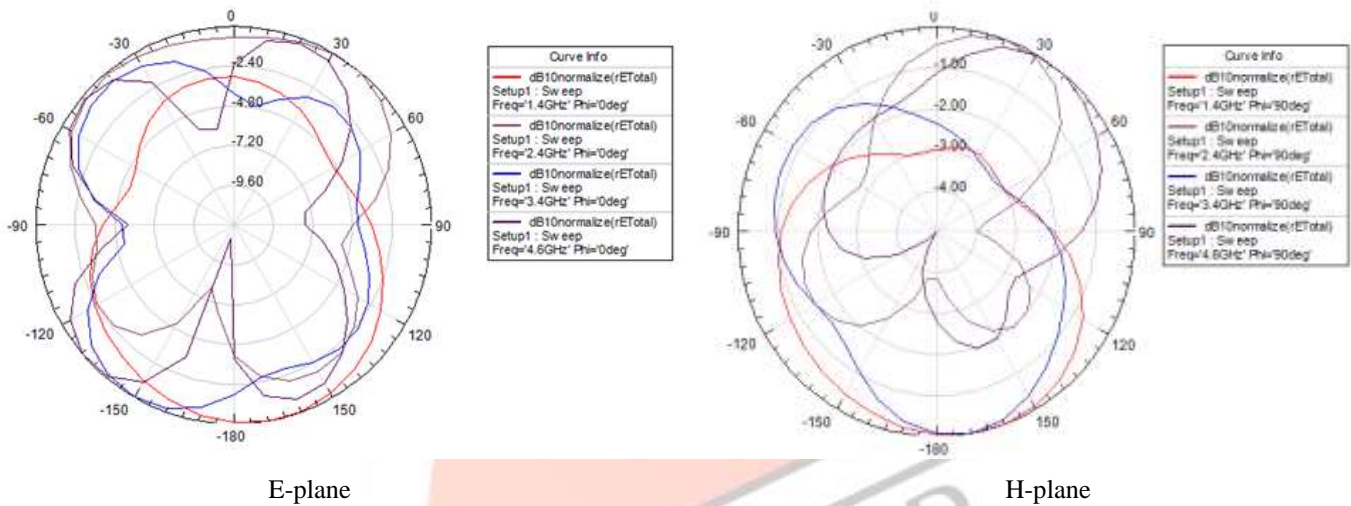 0
-30
30
-2.40
-60
-4.80
60
-7.20
-9.60
-90
90
-120
120
-150
150
-180
Curve Info
dB10normalize(rETotal)
Setup1 : Sweep
Freq='1.4GHz' Phi='0deg'
dB10normalize(rETotal)
Setup1 : Sweep
Freq='2.4GHz' Phi='0deg'
dB10normalize(rETotal)
Setup1 : Sweep
Freq='3.4GHz' Phi='0deg'
dB10normalize(rETotal)
Setup1 : Sweep
Freq='4.6GHz' Phi='0deg'
0
-30
30
-1.00
-60
-2.00
60
-3.00
-4.00
-90
90
-120
120
-150
150
-180
Curve Info
dB10normalize(rETotal)
Setup1 : Sweep
Freq='1.4GHz' Phi='90deg'
dB10normalize(rETotal)
Setup1 : Sweep
Freq='2.4GHz' Phi='90deg'
dB10normalize(rETotal)
Setup1 : Sweep
Freq='3.4GHz' Phi='90deg'
dB10normalize(rETotal)
Setup1 : Sweep
Freq='4.6GHz' Phi='90deg'
E-plane
H-plane